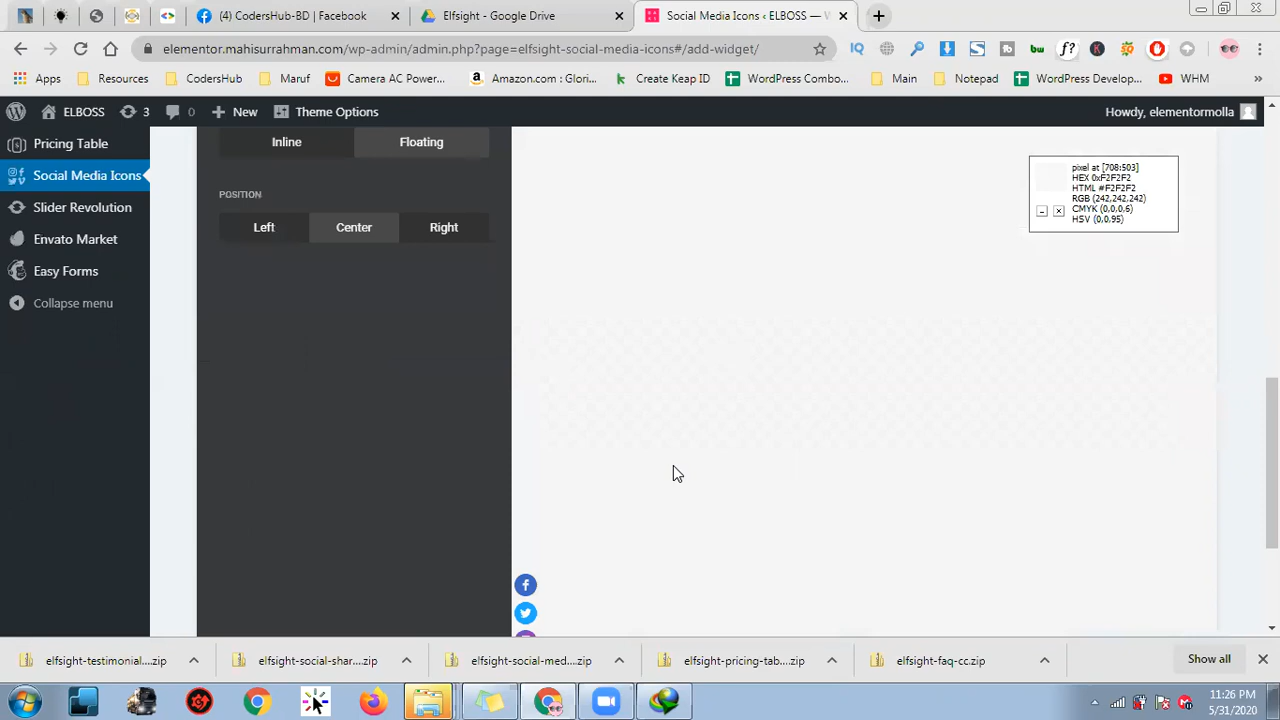 (4) CodersHub-BD | Facebook
Elfsight - Google Drive
Social Media Icons ‹ ELBOSS — W
elementor.mahisurrahman.com/wp-admin/admin.php?page=elfsight-social-media-icons#/add-widget/
Apps
Resources
CodersHub
Maruf
Camera AC Powe...
Amazon.com : Glori...
Create Keap ID
WordPress Combo...
Main
Notepad
WordPress Develop...
WHM
ELBOSS
3
0
New
Theme Options
Howdy, elementormolla
Pricing Table
Social Media Icons
Slider Revolution
Envato Market
Easy Forms
Collapse menu
Inline
Floating
POSITION
Left
Center
Right
pixel at [708:503]
HEX 0xF2F2F2
HTML #F2F2F2
RGB (242,242,242)
CMYK (0,0,0,6)
HSV (0,0,95)
elfsight-testimonial....zip
elfsight-social-shar....zip
elfsight-social-med....zip
elfsight-pricing-tab....zip
elfsight-faq-cc.zip
Show all
11:26 PM
5/31/2020